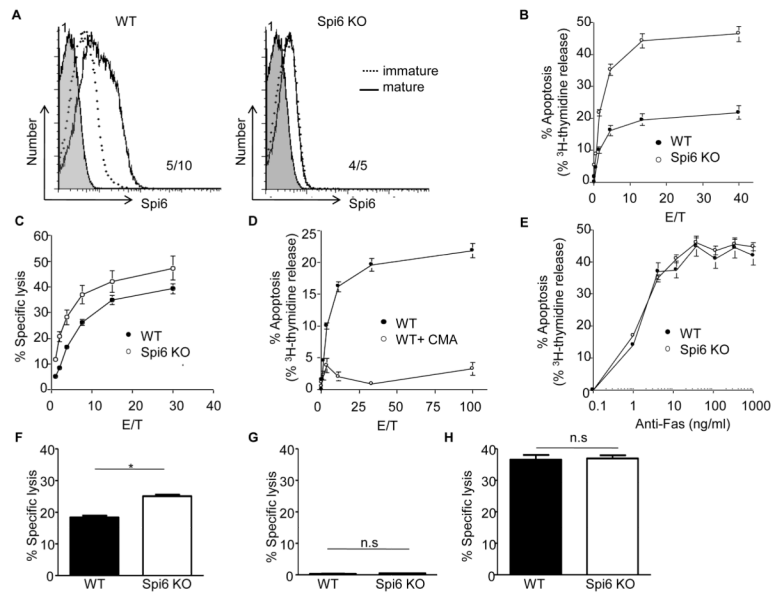 A
WT
1
Number
5/10
Spi6
Spi6 KO
1
Number
4/5
Spi6
immature
mature
B
% Apoptosis
(% ³H-thymidine release)
50
40
30
20
10
0
0 10 20 30 40
E/T
WT
Spi6 KO
C
% Specific lysis
60
50
40
30
20
10
0
0 10 20 30 40
E/T
WT
Spi6 KO
D
% Apoptosis
(% ³H-thymidine release)
25
20
15
10
5
0
0 25 50 75 100
E/T
WT
WT+ CMA
E
% Apoptosis
(% ³H-thymidine release)
50
40
30
20
10
0
0.1 1 10 100 1000
Anti-Fas (ng/ml)
WT
Spi6 KO
F
% Specific lysis
40
30
20
10
0
*
WT Spi6 KO
G
% Specific lysis
40
30
20
10
0
n.s
WT Spi6 KO
H
% Specific lysis
40
30
20
10
0
n.s
WT Spi6 KO